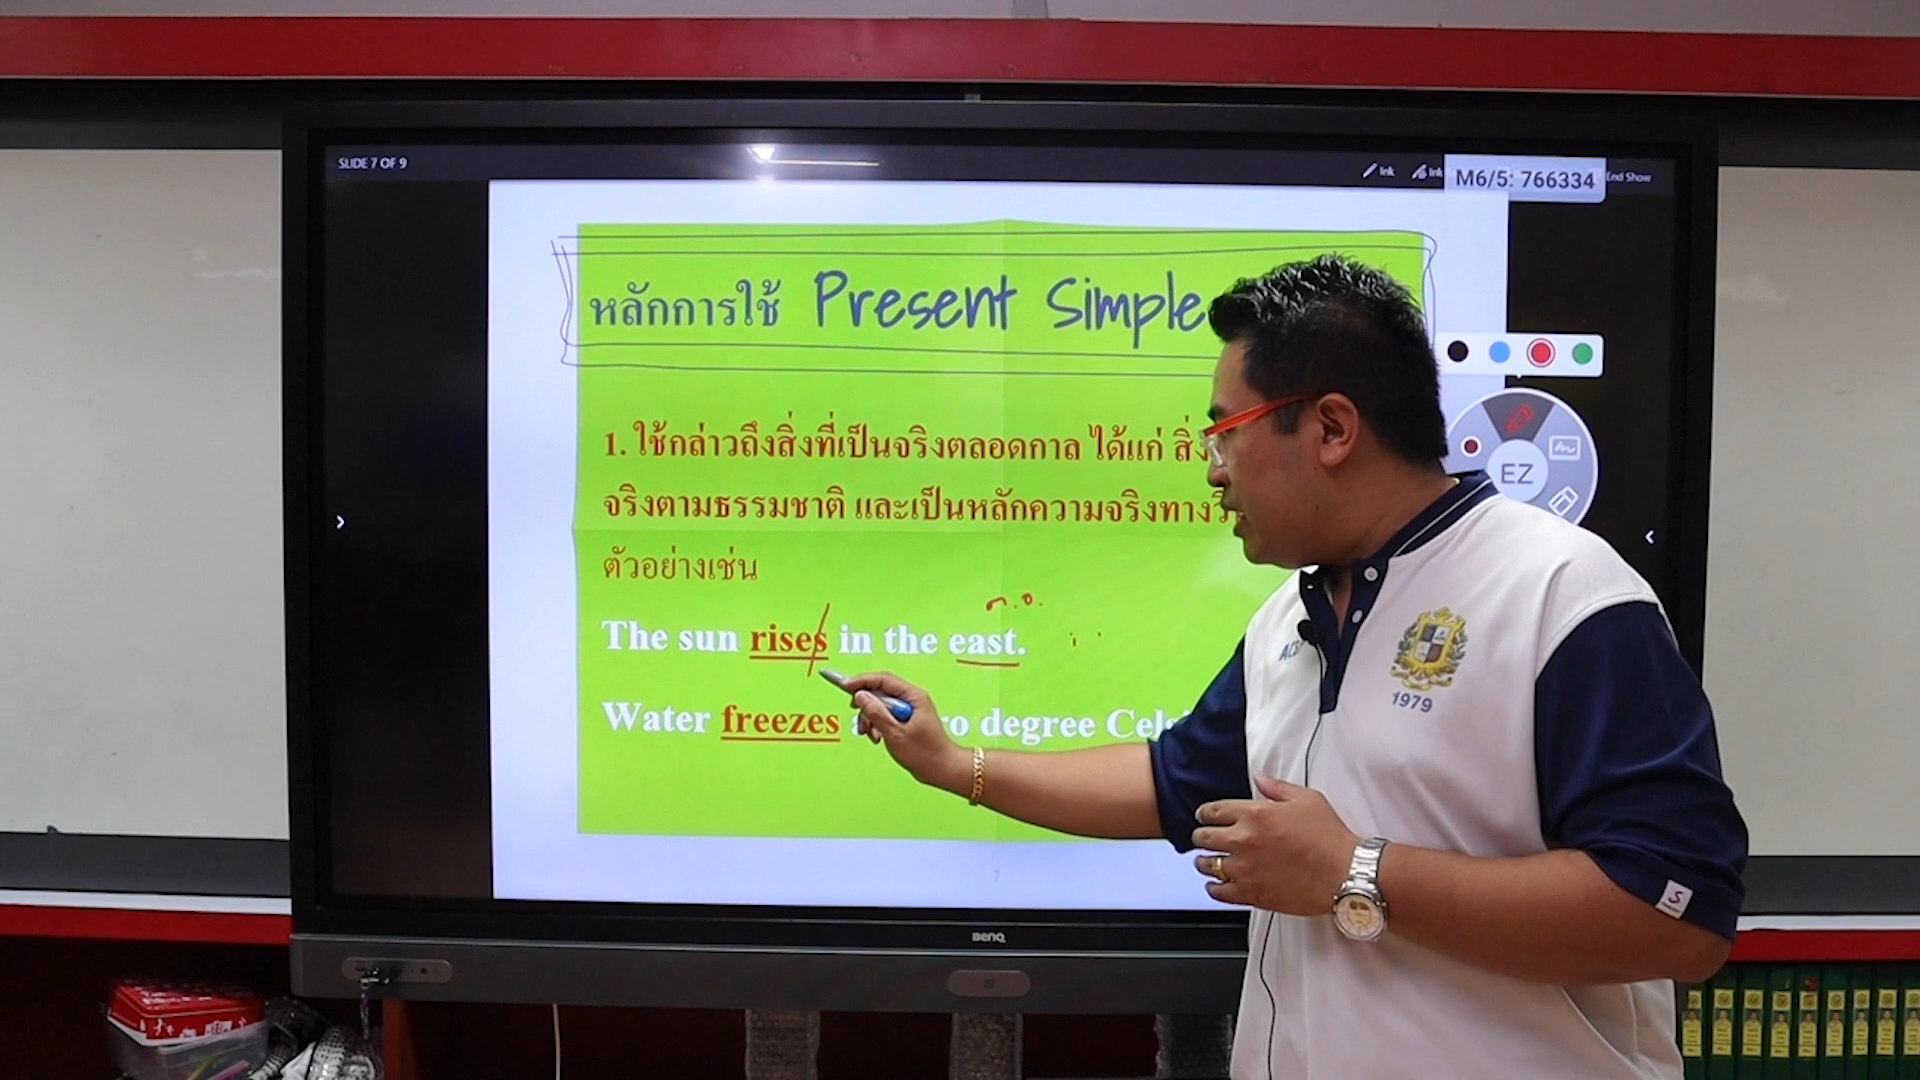 SLIDE 7 OF 9
Ink
Ink
M6/5: 766334
End Show
หลักการใช้ Present Simple
1. ใช้กล่าวถึงสิ่งที่เป็นจริงตลอดกาล ได้แก่ สิ่ง
จริงตามธรรมชาติ และเป็นหลักความจริงทาง
ตัวอย่างเช่น
The sun rises in the east.
Water freezes degree
EZ
1979
BenQ